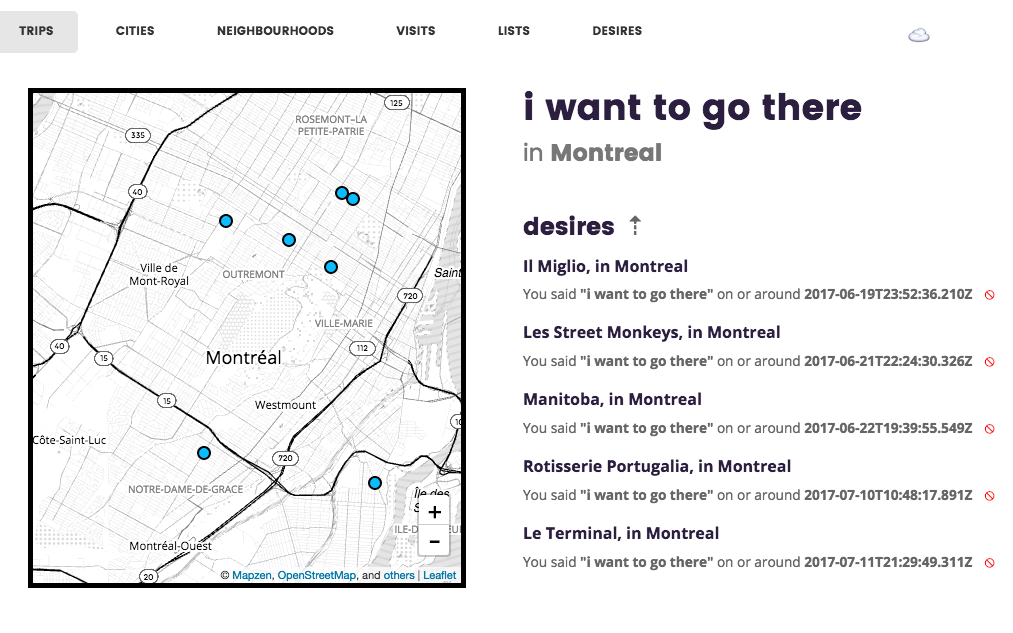 TRIPS CITIES NEIGHBOURHOODS VISITS LISTS DESIRES
i want to go there
in Montreal
desires ⇡
Il Miglio, in Montreal
You said "i want to go there" on or around 2017-06-19T23:52:36.210Z
Les Street Monkeys, in Montreal
You said "i want to go there" on or around 2017-06-21T22:24:30.326Z
Manitoba, in Montreal
You said "i want to go there" on or around 2017-06-22T19:39:55.549Z
Rotisserie Portugalia, in Montreal
You said "i want to go there" on or around 2017-07-10T10:48:17.891Z
Le Terminal, in Montreal
You said "i want to go there" on or around 2017-07-11T21:29:49.311Z
125
ROSEMONT–LA
PETITE-PATRIE
335
40
Ville de
Mont-Royal
OUTREMONT
Saint
720
VILLE-MARIE
40
15
112
Montréal
15
Westmount
10
Côte-Saint-Luc
720
NOTRE-DAME-DE-GRACE
Île des
+
−
Montréal-Ouest
20
© Mapzen, OpenStreetMap, and others | Leaflet